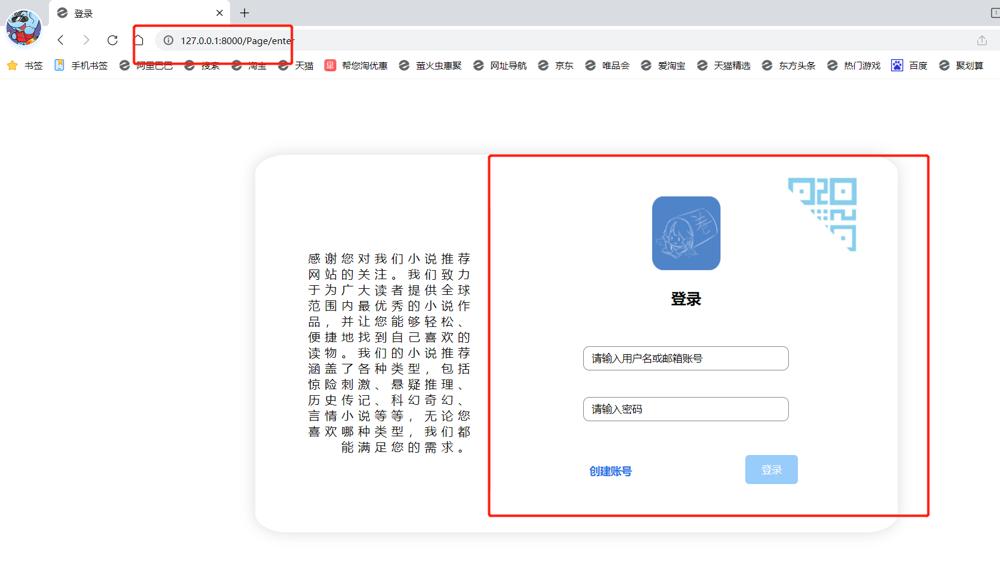 登录
1
127.0.0.1:8000/Page/enter
书签 手机书签 阿里巴巴 搜索 淘宝 天猫 惠 帮您淘优惠 萤火虫惠聚 网址导航 京东 唯品会 爱淘宝 天猫精选 东方头条 热门游戏 百度 聚划算
感谢您对我们小说推荐
网站的关注。我们致力
于为广大读者提供全球
范围内最优秀的小说作
品，并让您能够轻松、
便捷地找到自己喜欢的
读物。我们的小说推荐
涵盖了各种类型，包括
惊险刺激、悬疑推理、
历史传记、科幻奇幻、
言情小说等等，无论您
喜欢哪种类型，我们都
能满足您的需求。
卷
登录
请输入用户名或邮箱账号
请输入密码
创建账号
登录